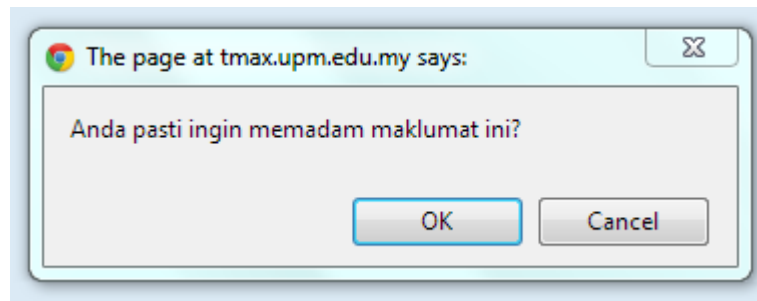 The page at tmax.upm.edu.my says:
Anda pasti ingin memadam maklumat ini?
OK Cancel